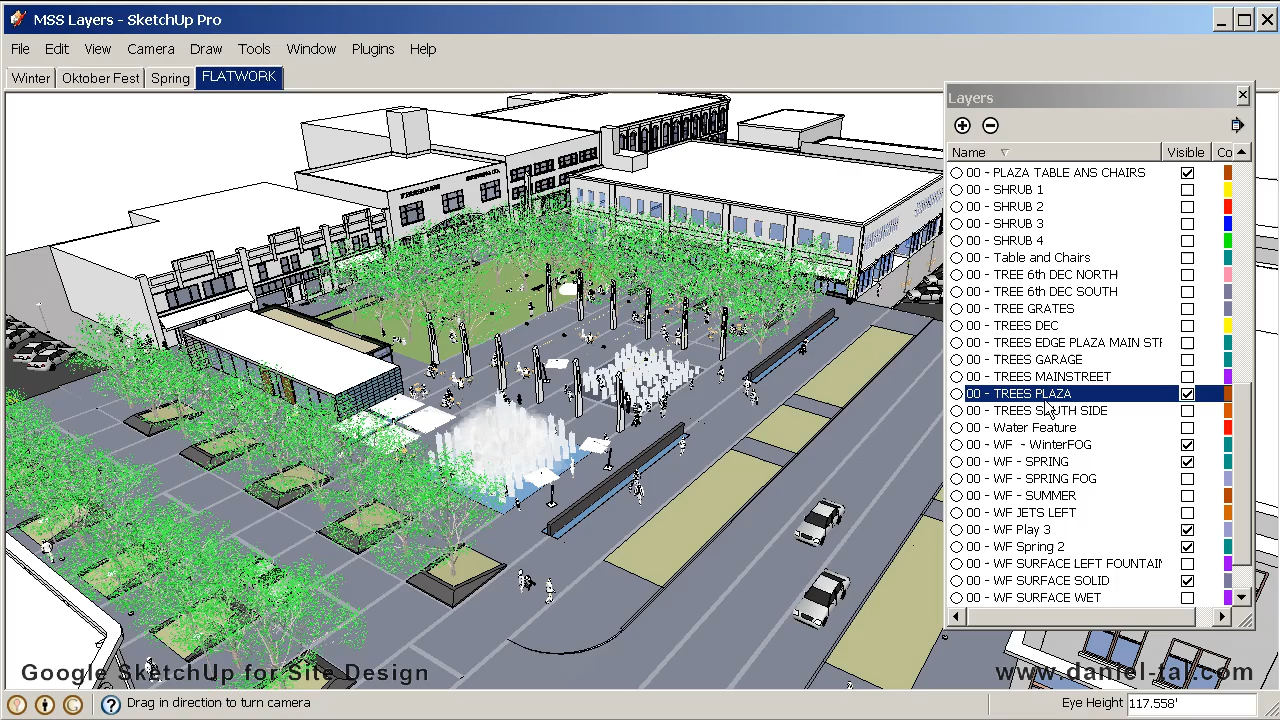 MSS Layers - SketchUp Pro
File Edit View Camera Draw Tools Window Plugins Help
Winter Oktober Fest Spring FLATWORK
Layers
Name Visible Co
00 - PLAZA TABLE ANS CHAIRS
00 - SHRUB 1
00 - SHRUB 2
00 - SHRUB 3
00 - SHRUB 4
00 - Table and Chairs
00 - TREE 6th DEC NORTH
00 - TREE 6th DEC SOUTH
00 - TREE GRATES
00 - TREES DEC
00 - TREES EDGE PLAZA MAIN STR
00 - TREES GARAGE
00 - TREES MAINSTREET
00 - TREES PLAZA
00 - TREES SOUTH SIDE
00 - Water Feature
00 - WF - WinterFOG
00 - WF - SPRING
00 - WF - SPRING FOG
00 - WF - SUMMER
00 - WF JETS LEFT
00 - WF Play 3
00 - WF Spring 2
00 - WF SURFACE LEFT FOUNTAIN
00 - WF SURFACE SOLID
00 - WF SURFACE WET
Google SketchUp for Site Design
www.daniel-tal.com
Drag in direction to turn camera
Eye Height 117.558'